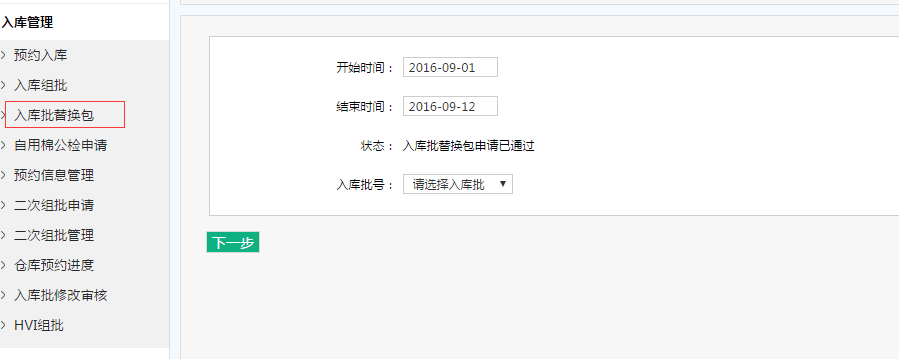 入库管理
预约入库
入库组批
入库批替换包
自用棉公检申请
预约信息管理
二次组批申请
二次组批管理
仓库预约进度
入库批修改审核
HVI组批
开始时间： 2016-09-01
结束时间： 2016-09-12
状态： 入库批替换包申请已通过
入库批号： 请选择入库批
下一步